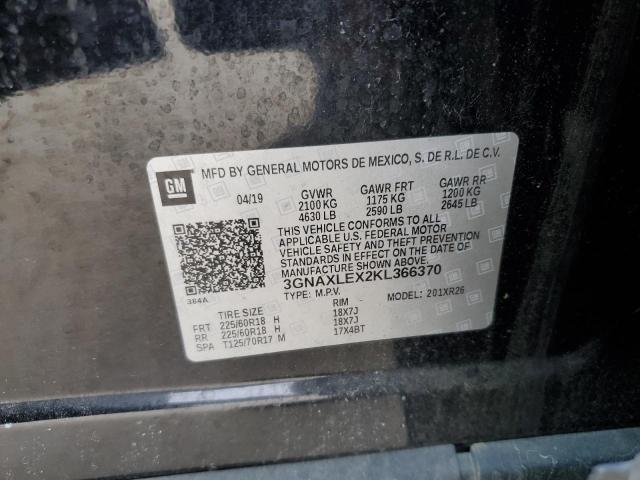 GM
MFD BY GENERAL MOTORS DE MEXICO, S. DE R.L. DE C.V.
04/19 GVWR GAWR FRT GAWR RR
2100 KG 1175 KG 1200 KG
4630 LB 2590 LB 2645 LB
THIS VEHICLE CONFORMS TO ALL
APPLICABLE U.S. FEDERAL MOTOR
VEHICLE SAFETY AND THEFT PREVENTION
STANDARDS IN EFFECT ON THE DATE OF
MANUFACTURE SHOWN ABOVE.
3GNAXLEX2KL366370
384A TYPE: M.P.V. MODEL: 201XR26
TIRE SIZE RIM
FRT 225/60R18 H 18X7J
RR 225/60R18 H 18X7J
SPA T125/70R17 M 17X4BT